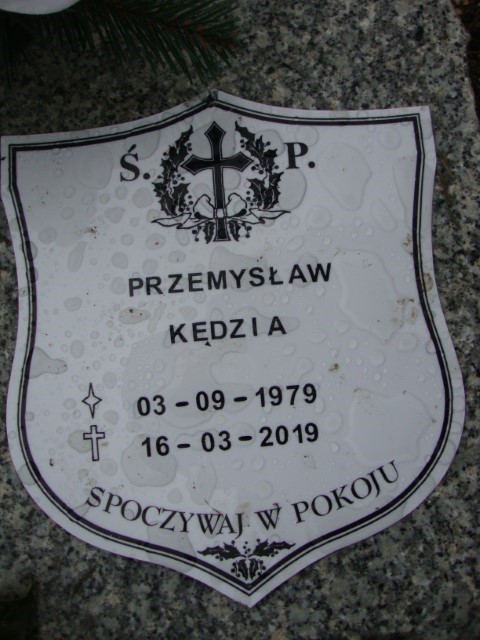 Ś. P.
PRZEMYSŁAW
KĘDZIA
03-09-1979
16-03-2019
SPOCZYWAJ W POKOJU